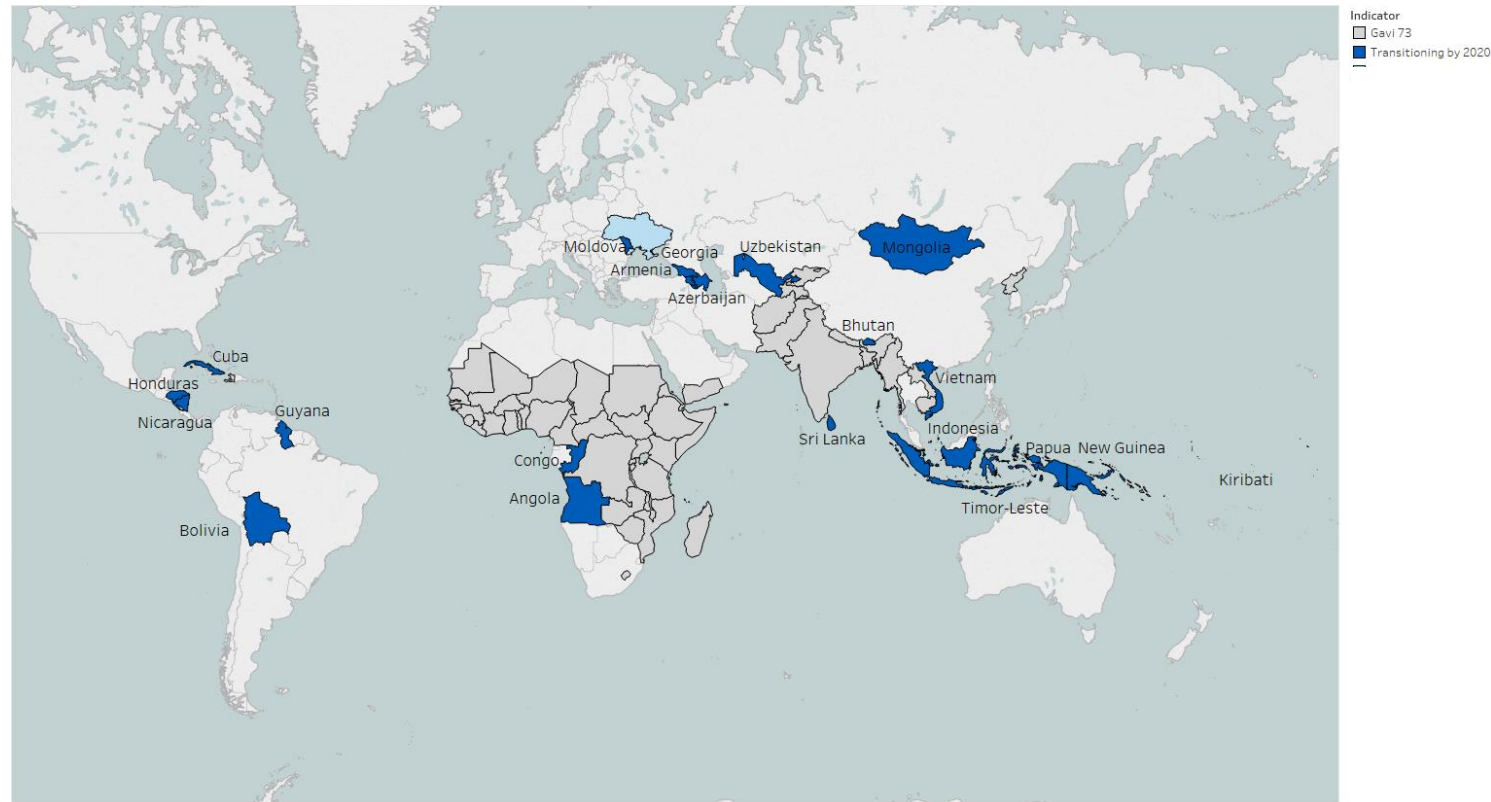 Indicator
Gavi 73
Transitioning by 2020
Mongolia
Moldova
Georgia
Uzbekistan
Armenia
Azerbaijan
Bhutan
Cuba
Honduras
Nicaragua
Guyana
Vietnam
Sri Lanka
Indonesia
Papua New Guinea
Congo
Kiribati
Angola
Timor-Leste
Bolivia